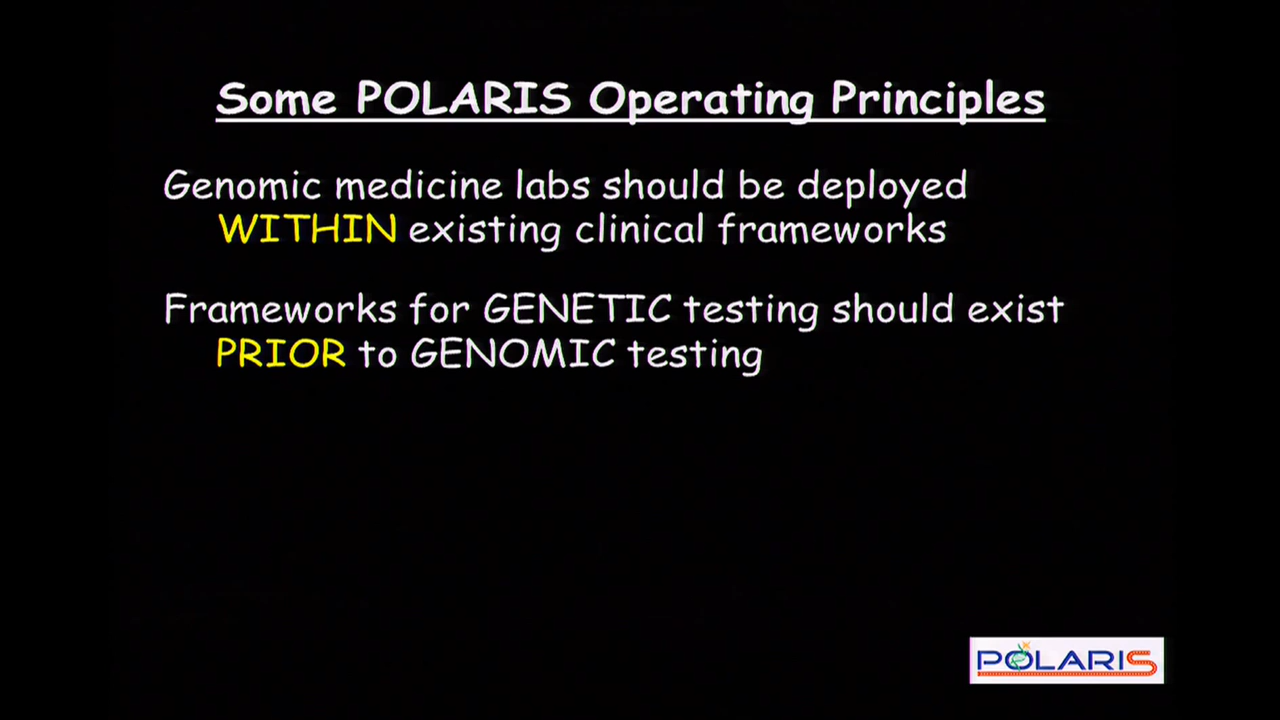 Some POLARIS Operating Principles
Genomic medicine labs should be deployed
WITHIN existing clinical frameworks
Frameworks for GENETIC testing should exist
PRIOR to GENOMIC testing
POLARIS